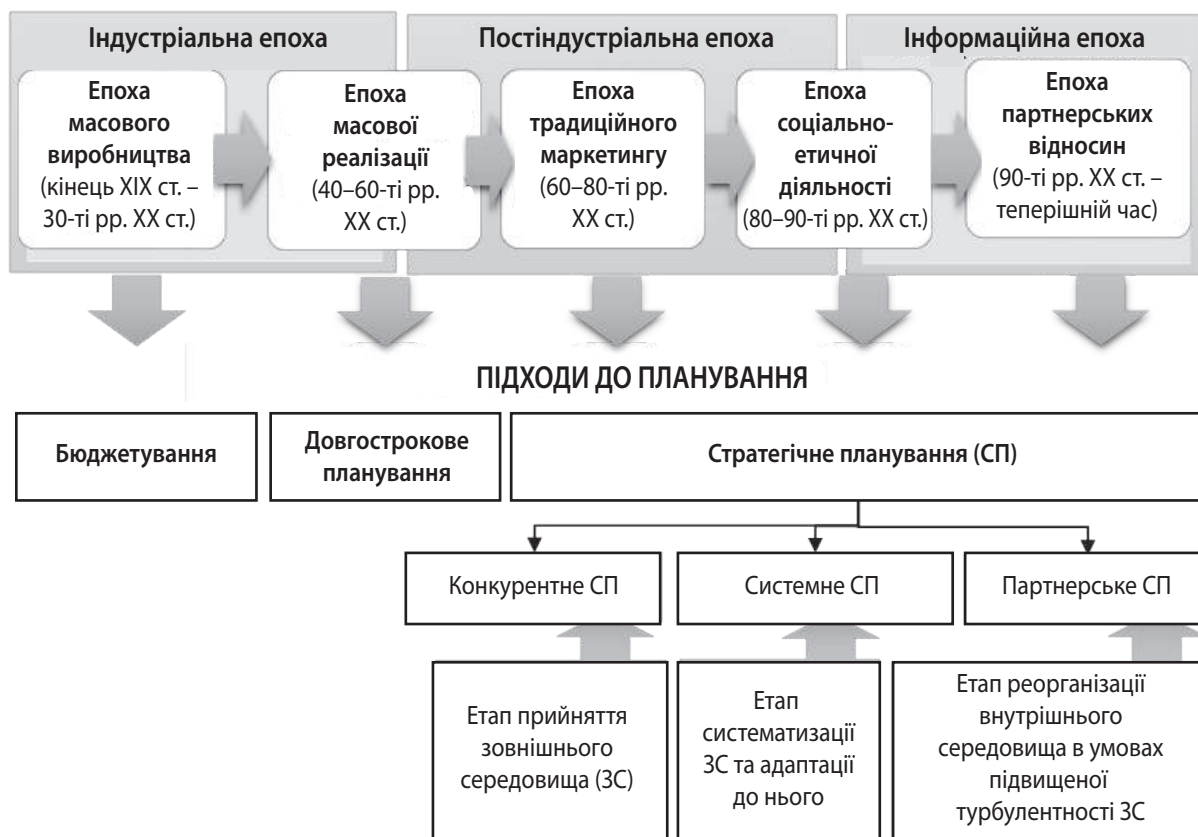 Індустріальна епоха
Постіндустріальна епоха
Інформаційна епоха
Епоха
масового
виробництва
(кінець XIX ст. –
30-ті рр. XX ст.)
Епоха
масової
реалізації
(40–60-ті рр.
XX ст.)
Епоха
традиційного
маркетингу
(60–80-ті рр.
XX ст.)
Епоха
соціально-
етичної
діяльності
(80–90-ті рр. XX ст.)
Епоха
партнерських
відносин
(90-ті рр. XX ст. –
теперішній час)
ПІДХОДИ ДО ПЛАНУВАННЯ
Бюджетування
Довгострокове
планування
Стратегічне планування (СП)
Конкурентне СП
Системне СП
Партнерське СП
Етап прийняття
зовнішнього
середовища (ЗС)
Етап
систематизації
ЗС та адаптації
до нього
Етап реорганізації
внутрішнього
середовища в умовах
підвищеної
турбулентності ЗС